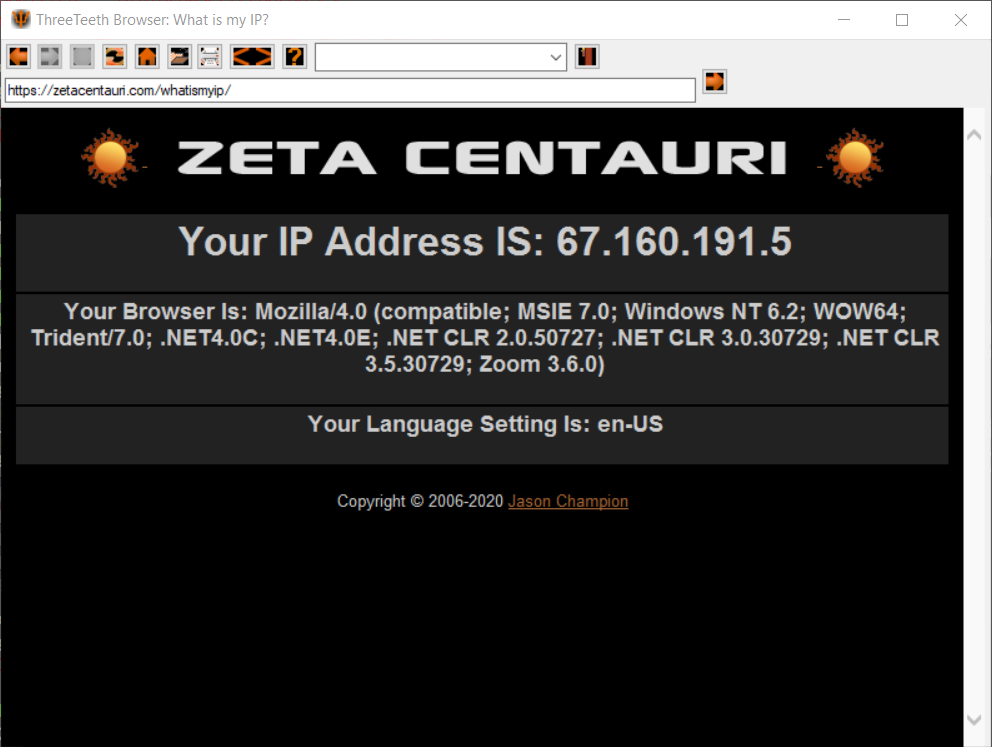 ThreeTeeth Browser: What is my IP?
https://zetacentauri.com/whatismyip/
ZETA CENTAURI
Your IP Address IS: 67.160.191.5
Your Browser Is: Mozilla/4.0 (compatible; MSIE 7.0; Windows NT 6.2; WOW64;
Trident/7.0; .NET4.0C; .NET4.0E; .NET CLR 2.0.50727; .NET CLR 3.0.30729; .NET CLR
3.5.30729; Zoom 3.6.0)
Your Language Setting Is: en-US
Copyright © 2006-2020 Jason Champion